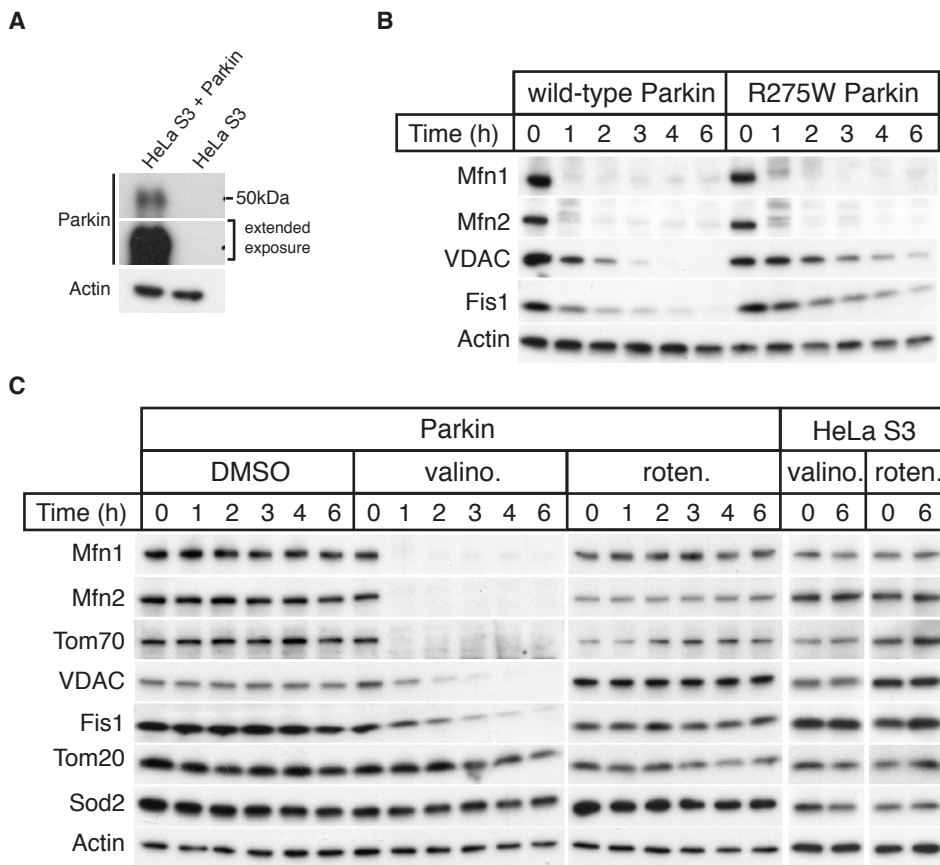 A
HeLa S3 + Parkin
HeLa S3
Parkin
50kDa
extended
exposure
Actin
B
wild-type Parkin R275W Parkin
Time (h) 0 1 2 3 4 6 0 1 2 3 4 6
Mfn1
Mfn2
VDAC
Fis1
Actin
C
Parkin HeLa S3
DMSO valino. roten. valino. roten.
Time (h) 0 1 2 3 4 6 0 1 2 3 4 6 0 1 2 3 4 6 0 6 0 6
Mfn1
Mfn2
Tom70
VDAC
Fis1
Tom20
Sod2
Actin